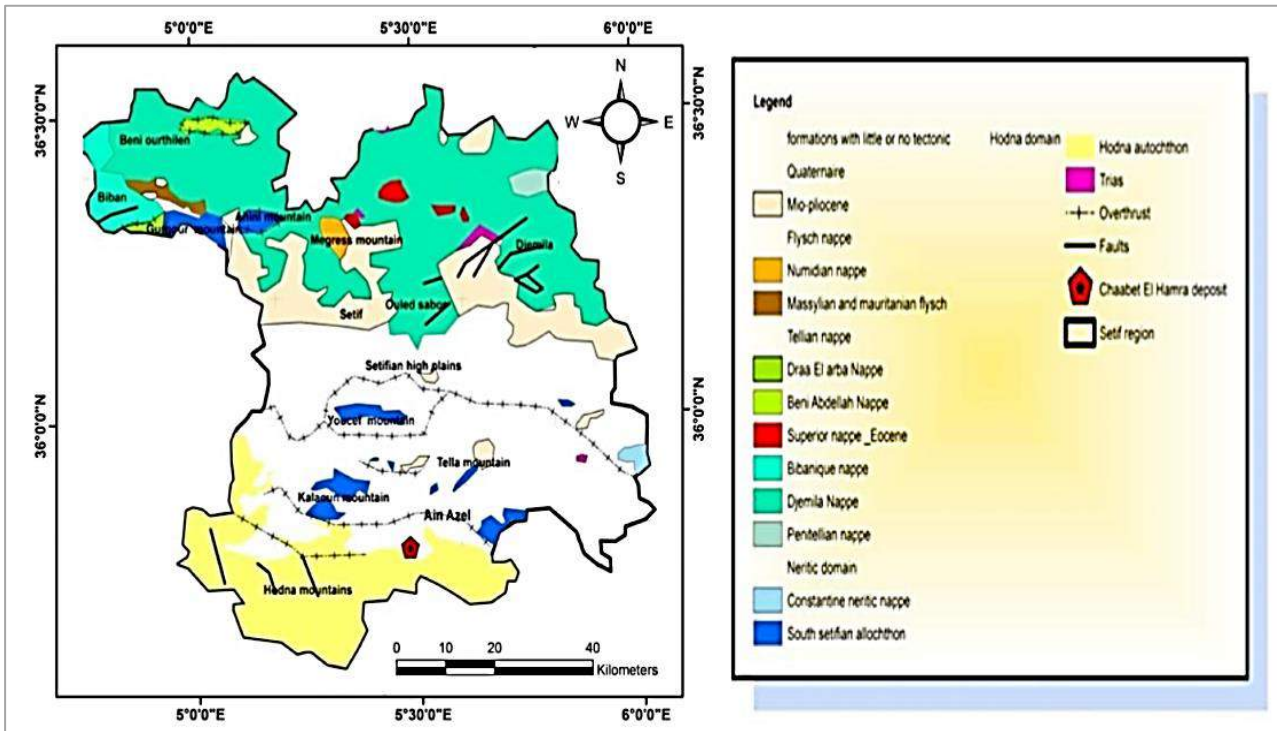 5°0'0"E
5°30'0"E
6°0'0"E
36°30'0"N
36°30'0"N
36°0'0"N
36°0'0"N
N
W
E
S
Beni ourthilen
Biban
Guergour mountain
Anini mountain
Megress mountain
Djemila
Ouled sabor
Setif
Setifian high plains
Youcef mountain
Tella mountain
Kalaoun mountain
Ain Azel
Hodna mountains
0 10 20 40
Kilometers
5°0'0"E
5°30'0"E
6°0'0"E
Legend
formations with little or no tectonic
Quaternaire
Mio-pliocene
Flysch nappe
Numidian nappe
Massylian and mauritanian flysch
Tellian nappe
Draa El arba Nappe
Beni Abdellah Nappe
Superior nappe _Eocene
Bibanique nappe
Djemila Nappe
Penitellian nappe
Neritic domain
Constantine neritic nappe
South setifian allochthon
Hodna domain
Hodna autochthon
Trias
Overthrust
Faults
Chaabet El Hamra deposit
Setif region